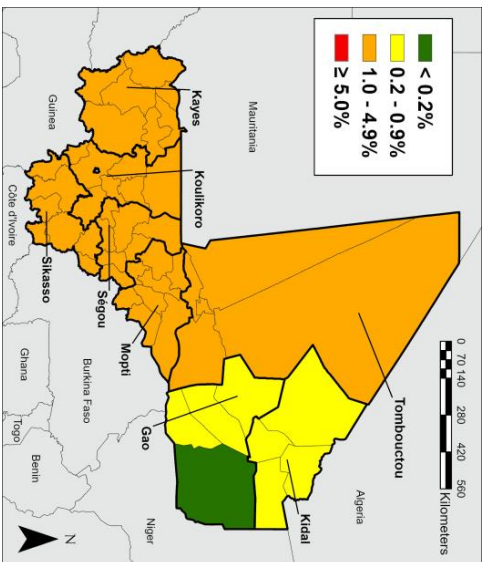 < 0.2%
0.2 - 0.9%
1.0 - 4.9%
≥ 5.0%
0 70 140 280 420 560
Kilometers
Mauritania
Algeria
Tombouctou
Kidal
Gao
Kayes
Koulikoro
Mopti
Ségou
Sikasso
Niger
Guinea
Burkina Faso
Côte d'Ivoire
Ghana
Togo
Benin
N